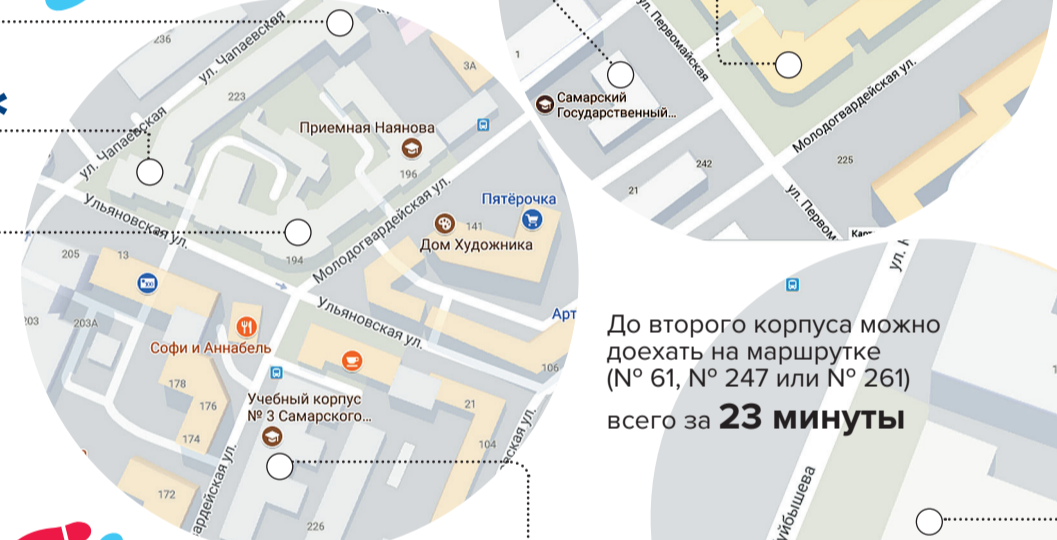 236
ул. Чапаевская
3А
223
ул. Чапаевская
Приемная Наянова
196
Ульяновская ул.
Молодогвардейская ул.
Пятёрочка
141
Дом Художника
205
13
194
203
203А
Ульяновская ул.
Арт
Софи и Аннабель
178
176
106
Учебный корпус
№ 3 Самарского...
21
174
104
172
226
ул. Первомайская
1
Самарский
Государственный...
Молодогвардейская ул.
242
225
21
ул. Первом
До второго корпуса можно
доехать на маршрутке
(№ 61, № 247 или № 261)
всего за 23 минуты